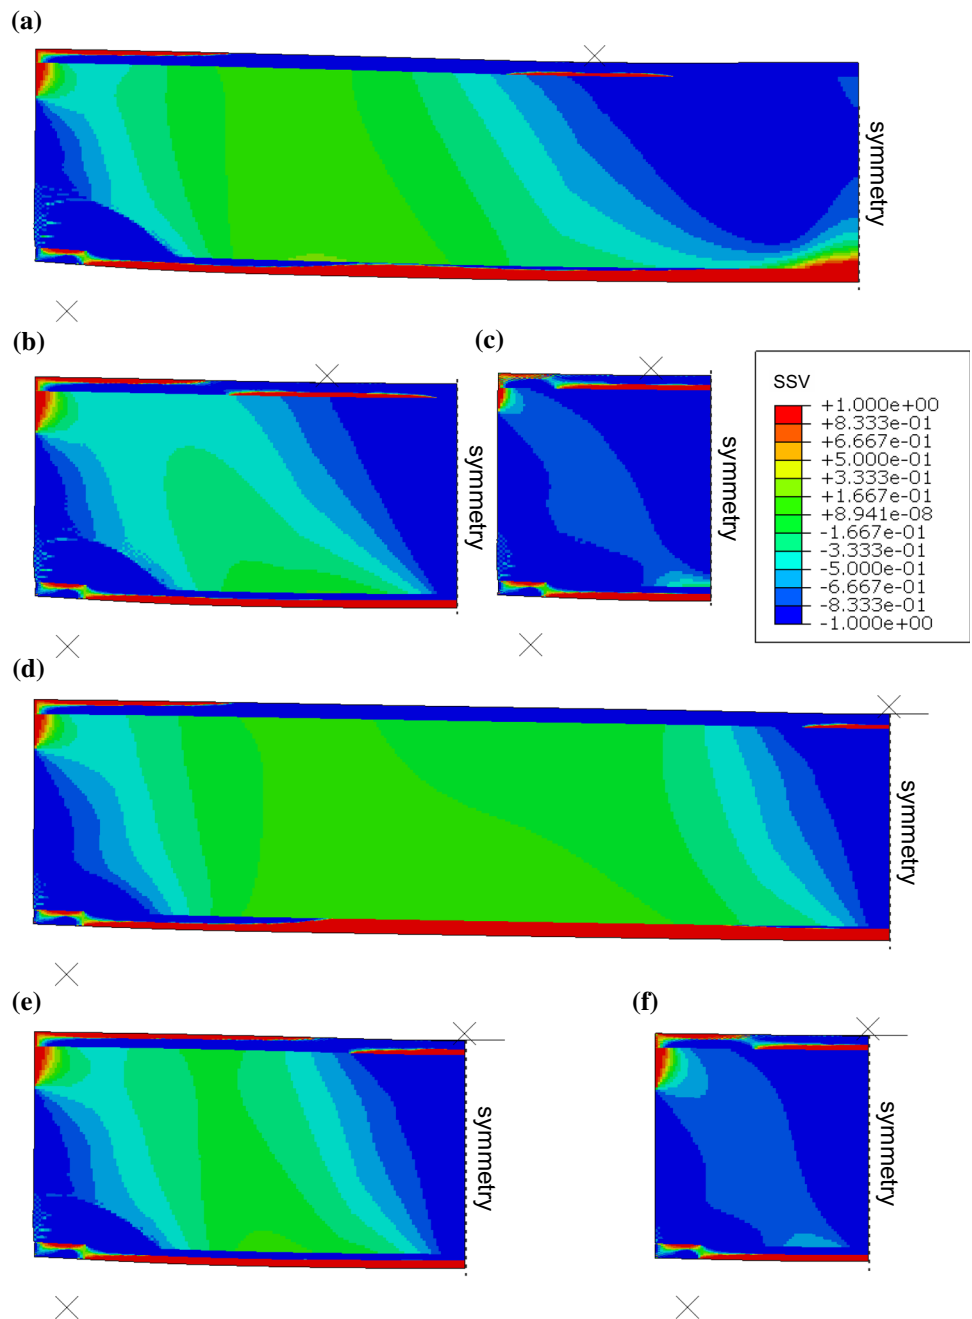 (a)
symmetry
(b)
(c)
symmetry
symmetry
SSV
+1.000e+00
+8.333e-01
+6.667e-01
+5.000e-01
+3.333e-01
+1.667e-01
+8.941e-08
-1.667e-01
-3.333e-01
-5.000e-01
-6.667e-01
-8.333e-01
-1.000e+00
(d)
symmetry
(e)
(f)
symmetry
symmetry